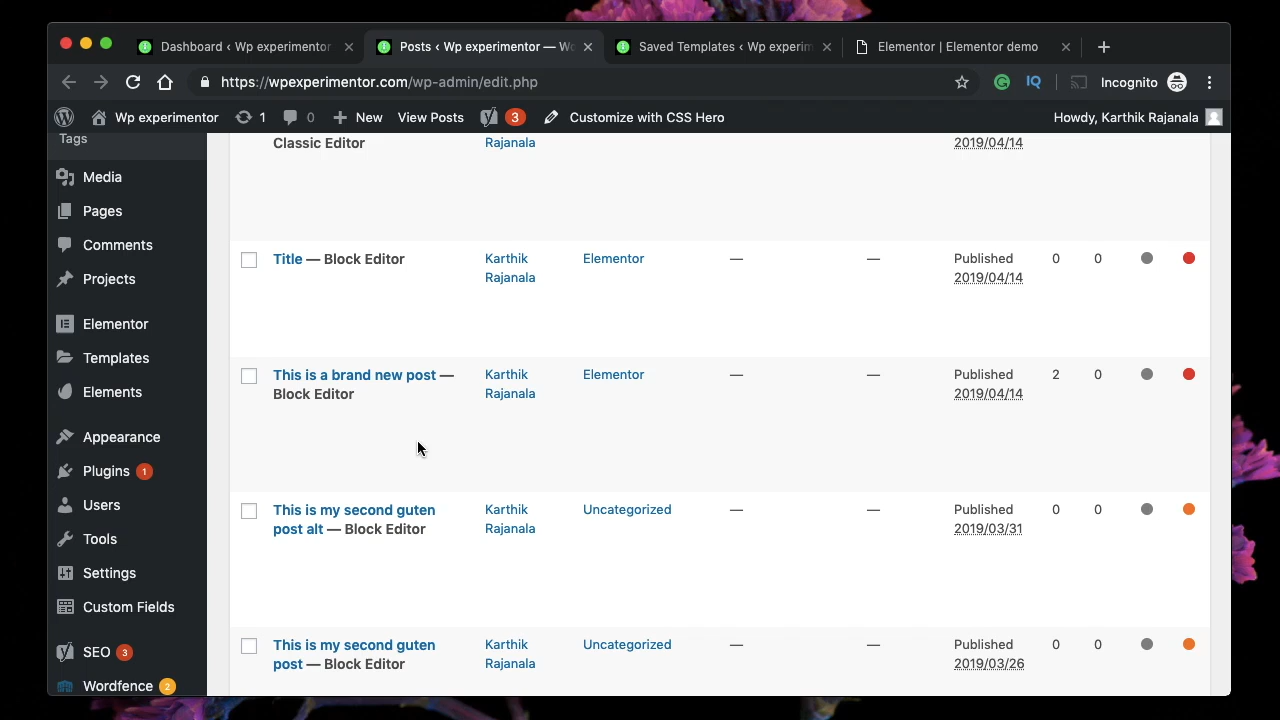 Dashboard ‹ Wp experimentor
Posts ‹ Wp experimentor — Wo
Saved Templates ‹ Wp experim
Elementor | Elementor demo
https://wpexperimentor.com/wp-admin/edit.php
IQ
Incognito
Wp experimentor
1
0
New
View Posts
3
Customize with CSS Hero
Howdy, Karthik Rajanala
Tags
Media
Pages
Comments
Projects
Elementor
Templates
Elements
Appearance
Plugins 1
Users
Tools
Settings
Custom Fields
SEO 3
Wordfence 2
Classic Editor
Rajanala
2019/04/14
Title — Block Editor
Karthik
Rajanala
Elementor
—
—
Published
2019/04/14
0
0
This is a brand new post —
Block Editor
Karthik
Rajanala
Elementor
—
—
Published
2019/04/14
2
0
This is my second guten
post alt — Block Editor
Karthik
Rajanala
Uncategorized
—
—
Published
2019/03/31
0
0
This is my second guten
post — Block Editor
Karthik
Rajanala
Uncategorized
—
—
Published
2019/03/26
0
0